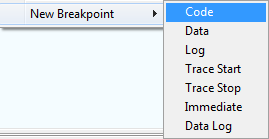 New Breakpoint
Code
Data
Log
Trace Start
Trace Stop
Immediate
Data Log